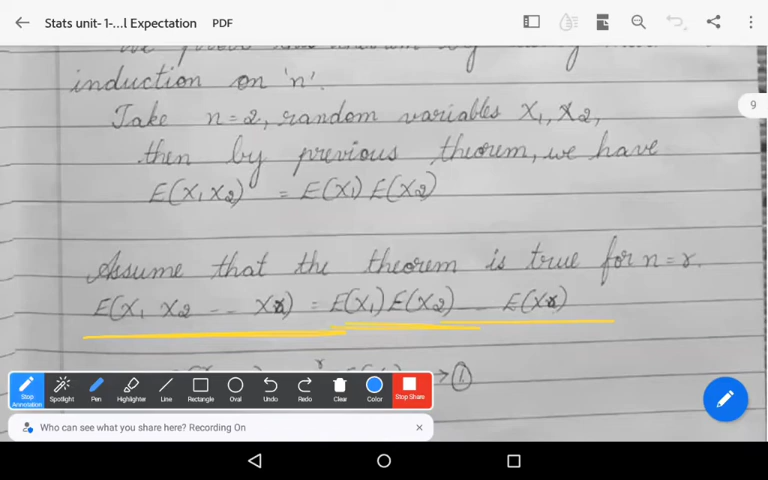 Stats unit- 1-...l Expectation PDF
9
induction on 'n'.
Take n=2, random variables X1, X2,
then by previous theorem, we have
E(X1X2) = E(X1) E(X2)
Assume that the theorem is true for n=r.
E(X1 X2 -- Xr) = E(X1) E(X2) -- E(Xr)
→ ①
Stop Annotation Spotlight Pen Highlighter Line Rectangle Oval Undo Redo Clear Color Stop Share
Who can see what you share here? Recording On